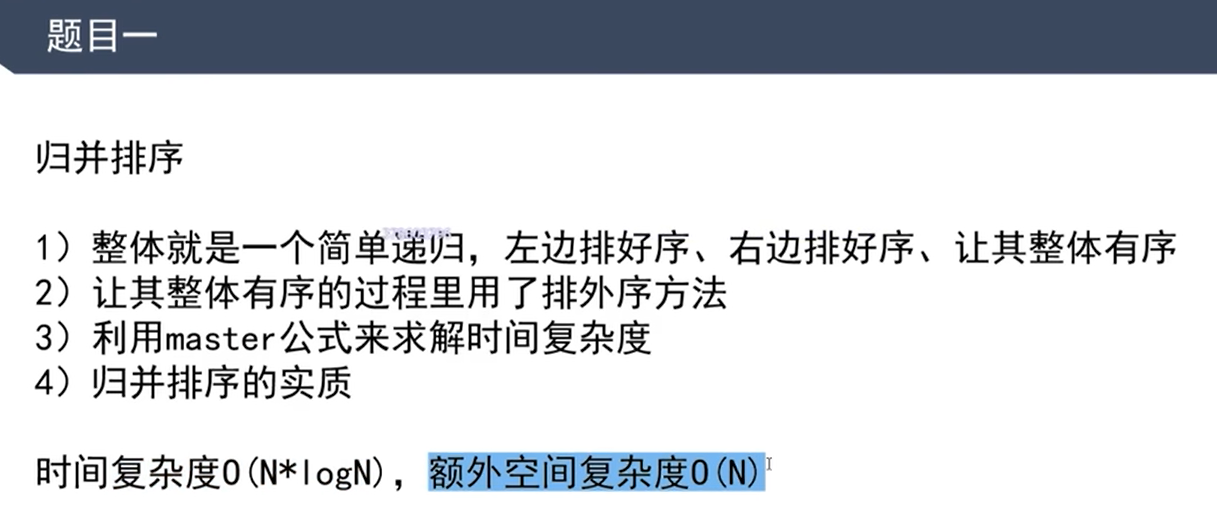 题目一
归并排序
1）整体就是一个简单递归，左边排好序、右边排好序、让其整体有序
2）让其整体有序的过程里用了排外序方法
3）利用master公式来求解时间复杂度
4）归并排序的实质
时间复杂度O(N*logN)，额外空间复杂度O(N)